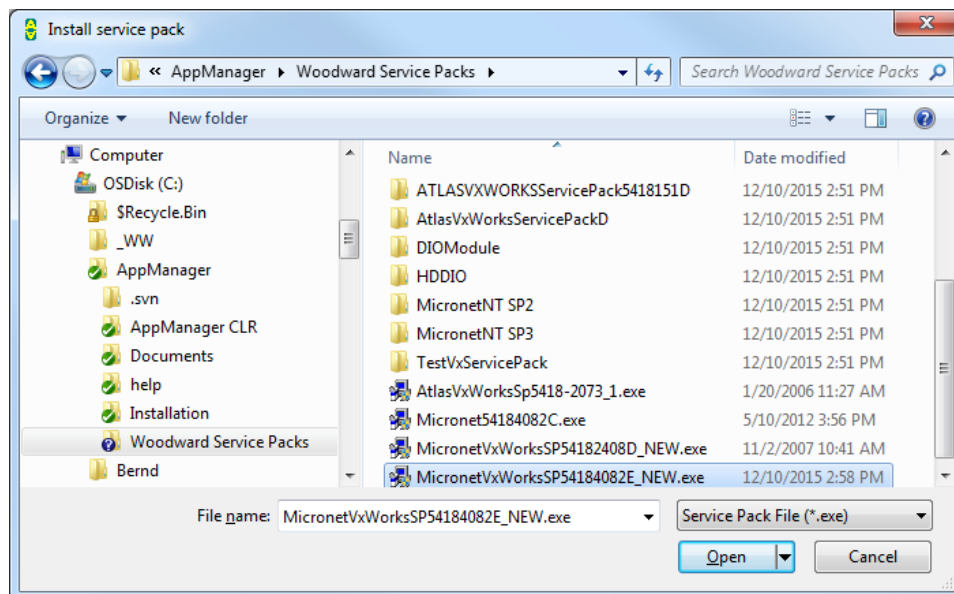 Install service pack
« AppManager Woodward Service Packs Search Woodward Service Packs
Organize New folder
Computer
OSDisk (C:)
$Recycle.Bin
_WW
AppManager
.svn
AppManager CLR
Documents
help
Installation
Woodward Service Packs
Bernd
Name Date modified
ATLASVXWORKSServicePack5418151D 12/10/2015 2:51 PM
AtlasVxWorksServicePackD 12/10/2015 2:51 PM
DIOModule 12/10/2015 2:51 PM
HDDIO 12/10/2015 2:51 PM
MicronetNT SP2 12/10/2015 2:51 PM
MicronetNT SP3 12/10/2015 2:51 PM
TestVxServicePack 12/10/2015 2:51 PM
AtlasVxWorksSp5418-2073_1.exe 1/20/2006 11:27 AM
Micronet54184082C.exe 5/10/2012 3:56 PM
MicronetVxWorksSP54182408D_NEW.exe 11/2/2007 10:41 AM
MicronetVxWorksSP54184082E_NEW.exe 12/10/2015 2:58 PM
File name: MicronetVxWorksSP54184082E_NEW.exe Service Pack File (*.exe)
Open Cancel